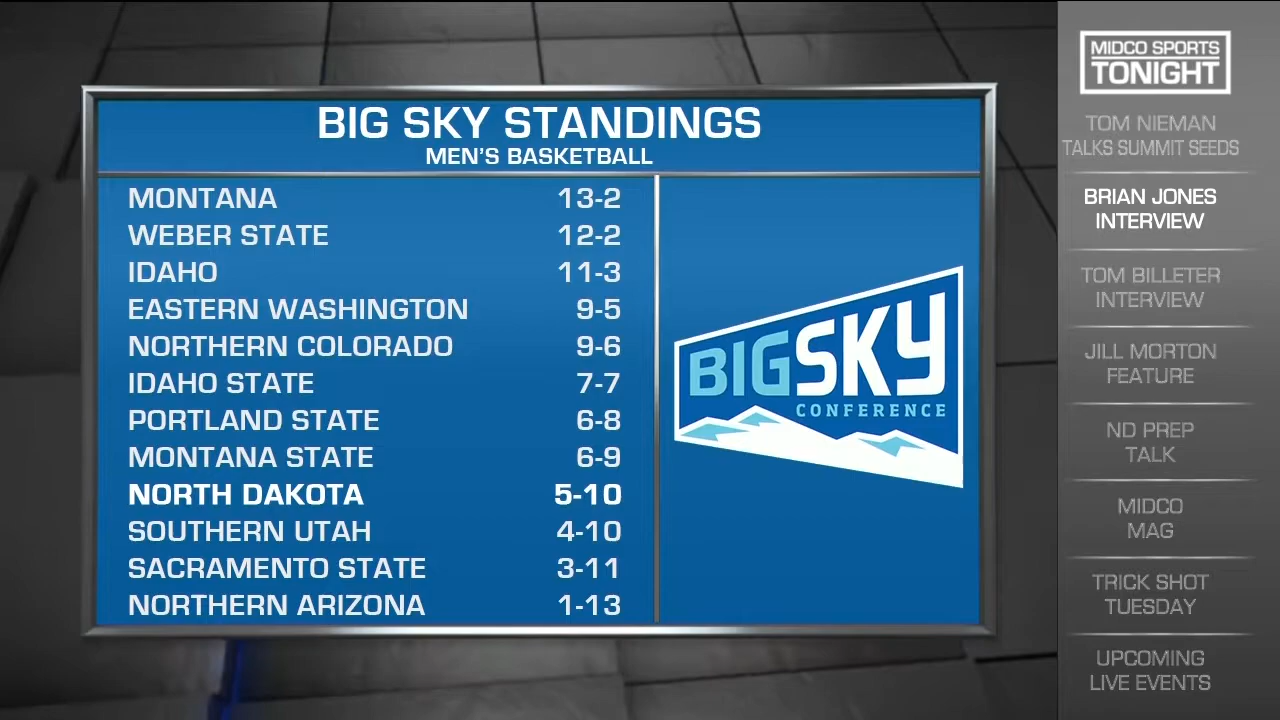 BIG SKY STANDINGS
MEN'S BASKETBALL
MONTANA 13-2
WEBER STATE 12-2
IDAHO 11-3
EASTERN WASHINGTON 9-5
NORTHERN COLORADO 9-6
IDAHO STATE 7-7
PORTLAND STATE 6-8
MONTANA STATE 6-9
NORTH DAKOTA 5-10
SOUTHERN UTAH 4-10
SACRAMENTO STATE 3-11
NORTHERN ARIZONA 1-13
BIGSKY
CONFERENCE
MIDCO SPORTS
TONIGHT
TOM NIEMAN
TALKS SUMMIT SEEDS
BRIAN JONES
INTERVIEW
TOM BILLETER
INTERVIEW
JILL MORTON
FEATURE
ND PREP
TALK
MIDCO
MAG
TRICK SHOT
TUESDAY
UPCOMING
LIVE EVENTS